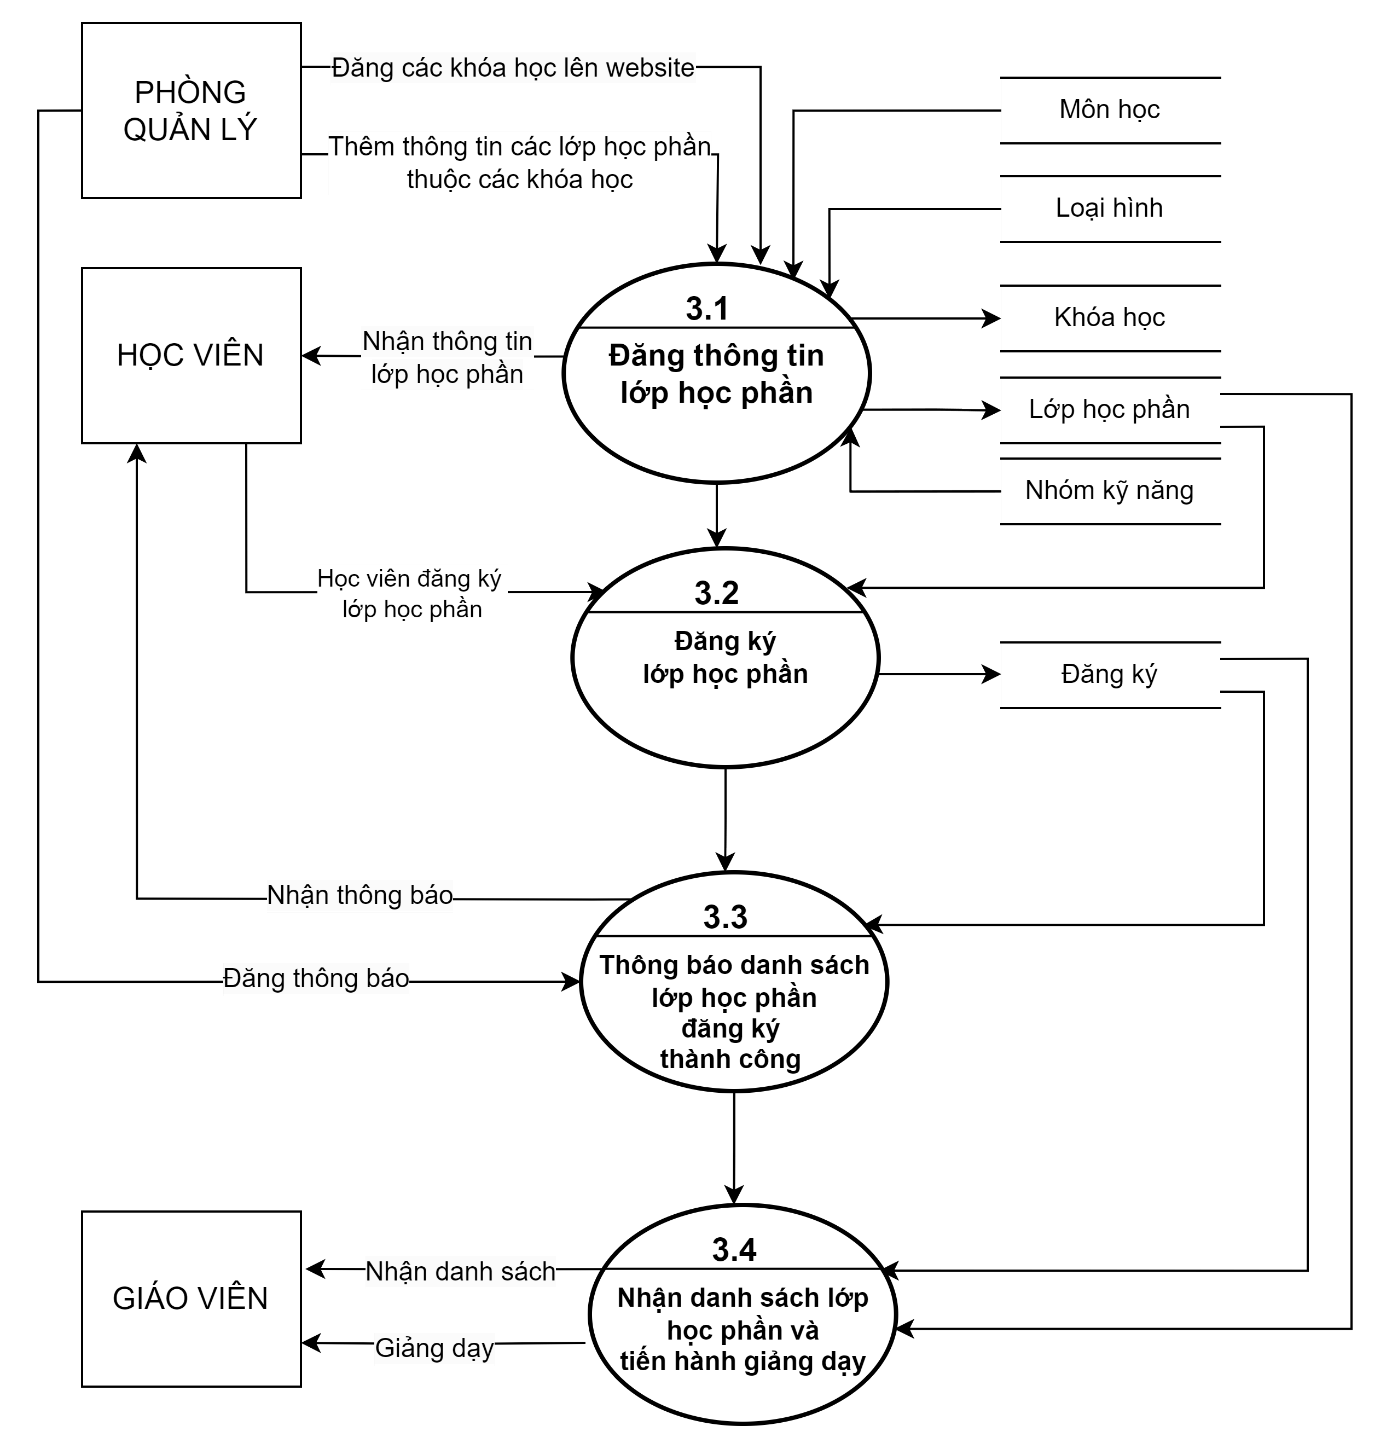 PHÒNG
QUẢN LÝ
Đăng các khóa học lên website
Thêm thông tin các lớp học phần
thuộc các khóa học
Môn học
Loại hình
Khóa học
Lớp học phần
Nhóm kỹ năng
HỌC VIÊN
Nhận thông tin
lớp học phần
3.1
Đăng thông tin
lớp học phần
Học viên đăng ký
lớp học phần
3.2
Đăng ký
lớp học phần
Đăng ký
Nhận thông báo
Đăng thông báo
3.3
Thông báo danh sách
lớp học phần
đăng ký
thành công
GIÁO VIÊN
Nhận danh sách
Giảng dạy
3.4
Nhận danh sách lớp
học phần và
tiến hành giảng dạy